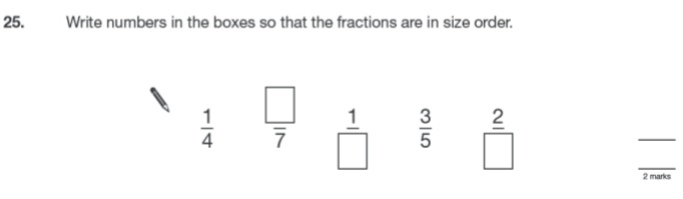 25. Write numbers in the boxes so that the fractions are in size order.
1 1 3 2
4 7 5
2 marks